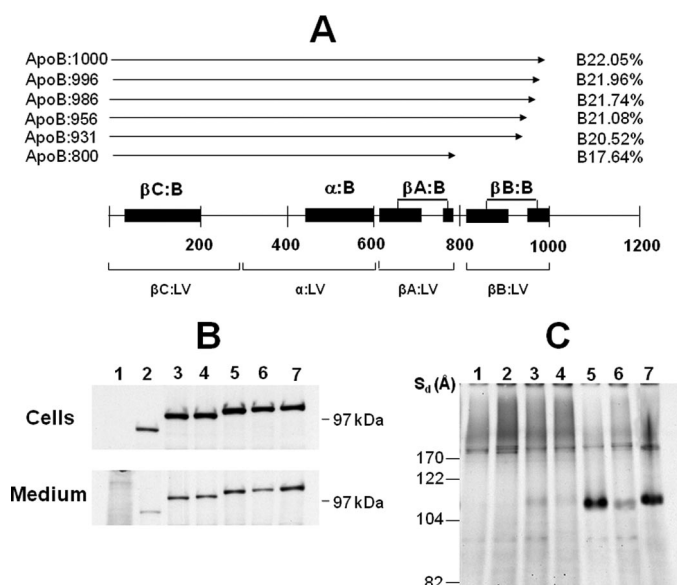 A
ApoB:1000 B22.05%
ApoB:996 B21.96%
ApoB:986 B21.74%
ApoB:956 B21.08%
ApoB:931 B20.52%
ApoB:800 B17.64%
βC:B α:B βA:B βB:B
200 400 600 800 1000 1200
βC:LV α:LV βA:LV βB:LV
B
1 2 3 4 5 6 7
Cells
97 kDa
Medium
97 kDa
C
Sd (Å) 1 2 3 4 5 6 7
170
122
104
82